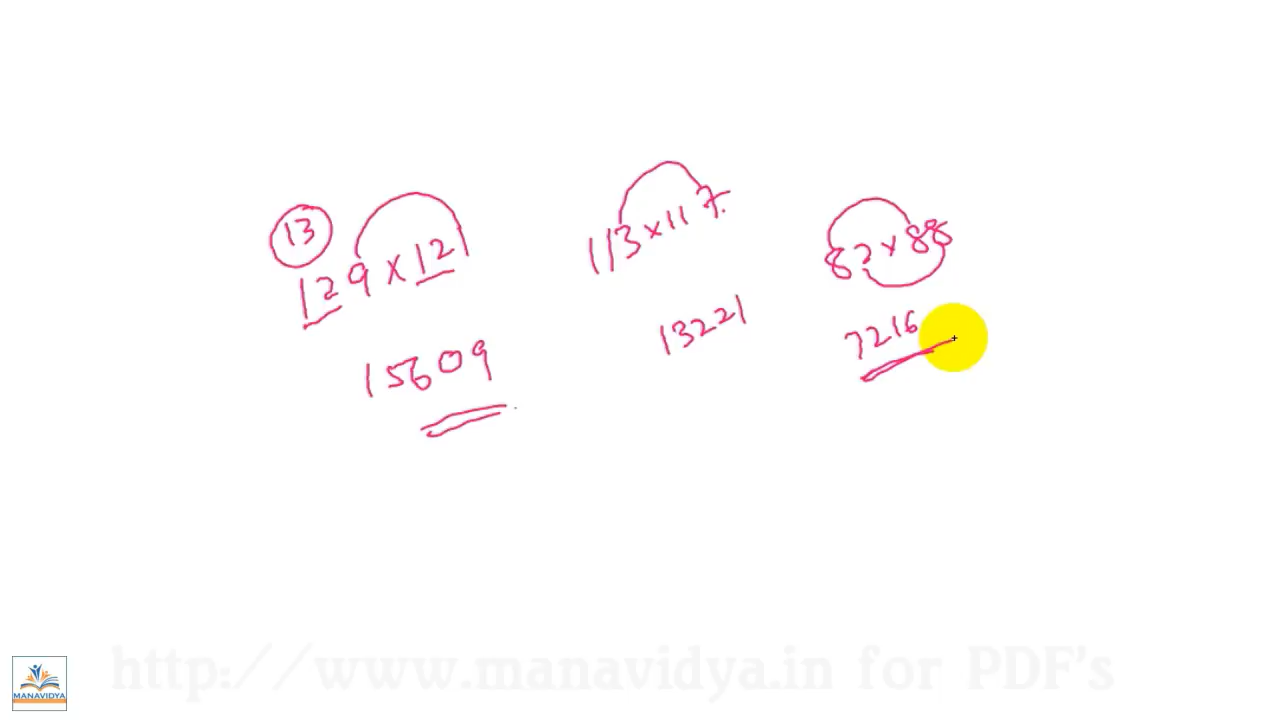 13
129 × 121
15609
113 × 117
13221
82 × 88
7216
http://www.manavidya.in for PDF's
MANAVIDYA